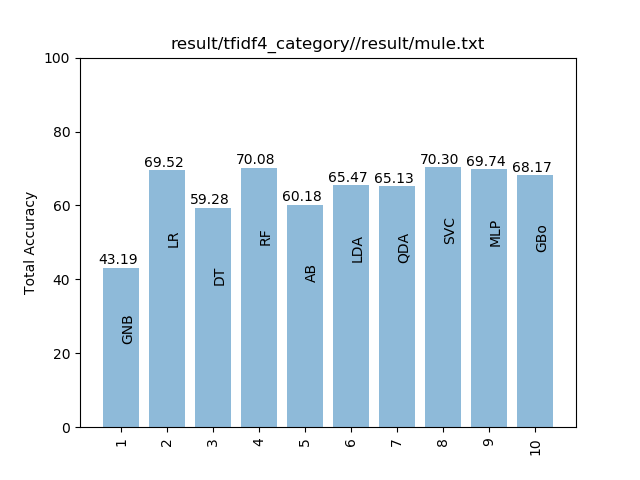 result/tfidf4_category//result/mule.txt
Total Accuracy
100
80
60
40
20
0
43.19
69.52
59.28
70.08
60.18
65.47
65.13
70.30
69.74
68.17
GNB
LR
DT
RF
AB
LDA
QDA
SVC
MLP
GBo
1
2
3
4
5
6
7
8
9
10